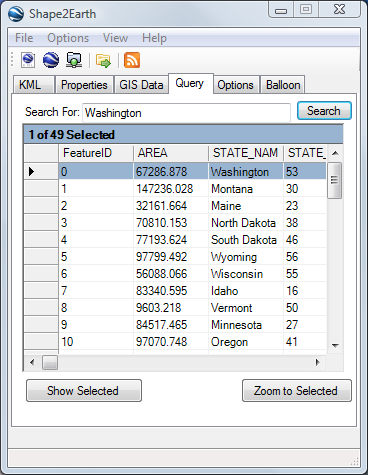 Shape2Earth
File Options View Help
KML Properties GIS Data Query Options Balloon
Search For: Washington Search
1 of 49 Selected
FeatureID AREA STATE_NAM STATE_
0 67286.878 Washington 53
1 147236.028 Montana 30
2 32161.664 Maine 23
3 70810.153 North Dakota 38
4 77193.624 South Dakota 46
5 97799.492 Wyoming 56
6 56088.066 Wisconsin 55
7 83340.595 Idaho 16
8 9603.218 Vermont 50
9 84517.465 Minnesota 27
10 97070.748 Oregon 41
Show Selected Zoom to Selected